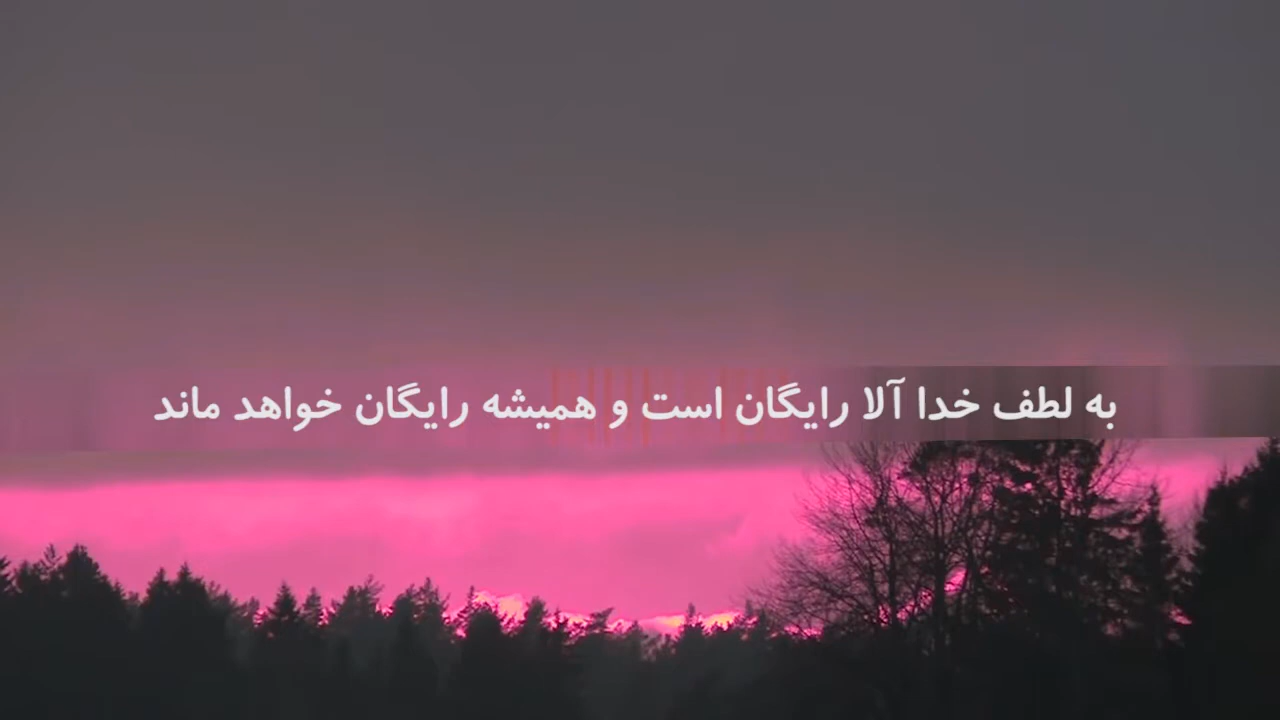 به لطف خدا آلا رایگان است و همیشه رایگان خواهد ماند